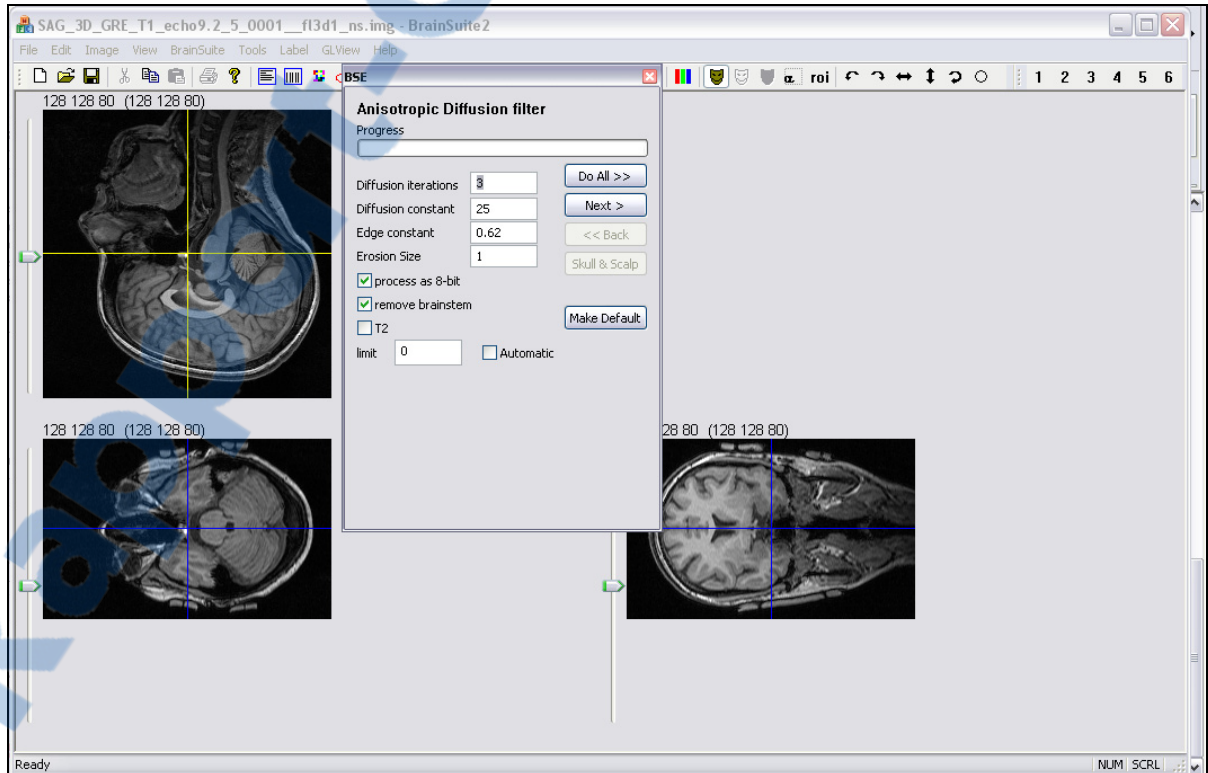 SAG_3D_GRE_T1_echo9.2_5_0001__fl3d1_ns.img - BrainSuite2
File Edit Image View BrainSuite Tools Label GLView Help
BSE
α roi 1 2 3 4 5 6
128 128 80 (128 128 80)
Anisotropic Diffusion filter
Progress
Diffusion iterations 3 Do All >>
Diffusion constant 25 Next >
Edge constant 0.62 << Back
Erosion Size 1 Skull & Scalp
process as 8-bit
remove brainstem
T2 Make Default
limit 0 Automatic
128 128 80 (128 128 80)
28 80 (128 128 80)
Ready NUM SCRL